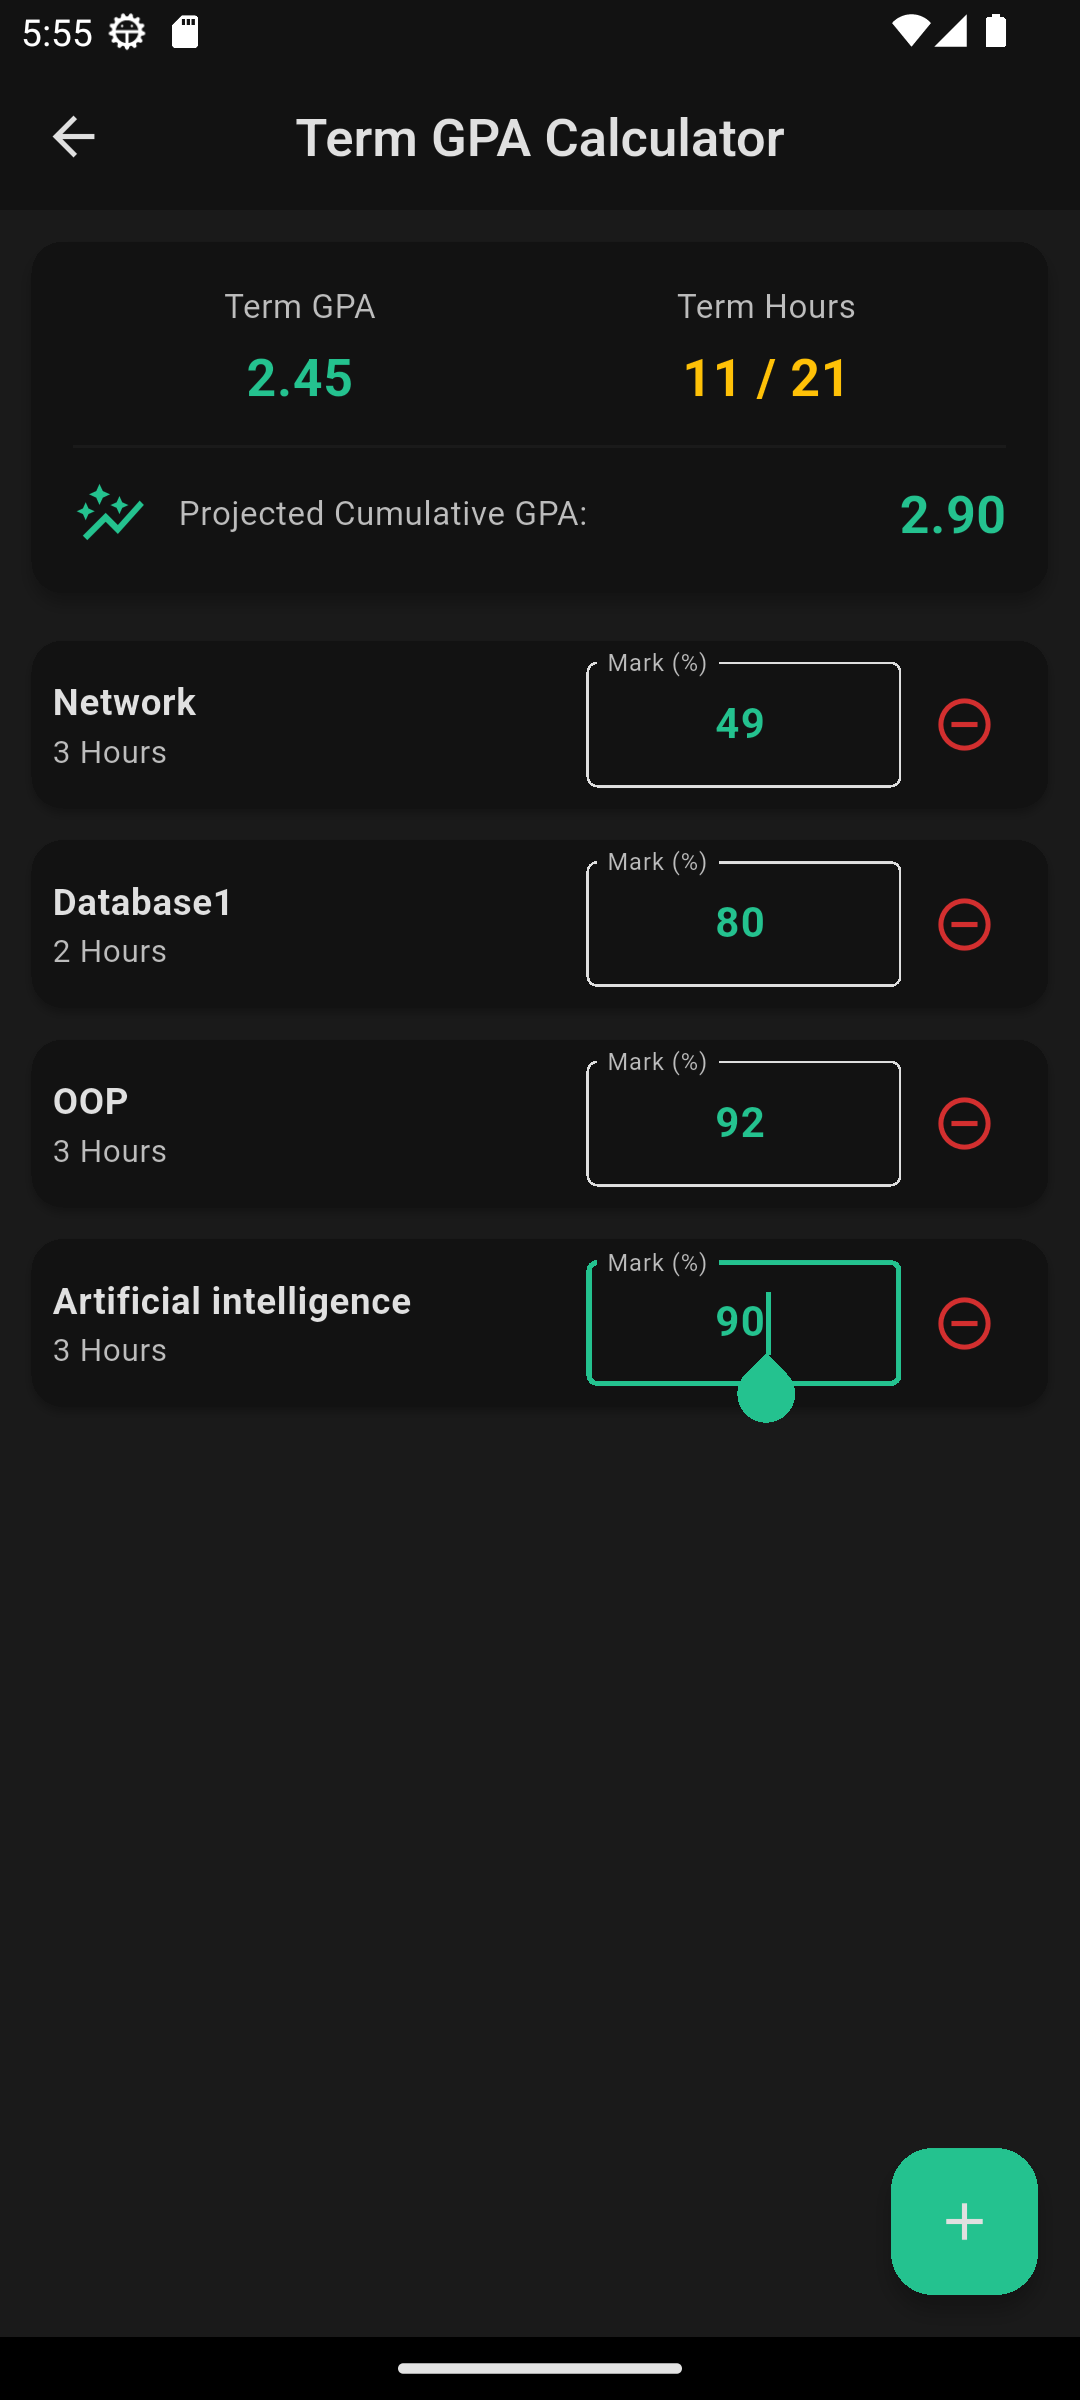 5:55
Term GPA Calculator
Term GPA
Term Hours
2.45
11 / 21
Projected Cumulative GPA:
2.90
Network
3 Hours
Mark (%)
49
Database1
2 Hours
Mark (%)
80
OOP
3 Hours
Mark (%)
92
Artificial intelligence
3 Hours
Mark (%)
90